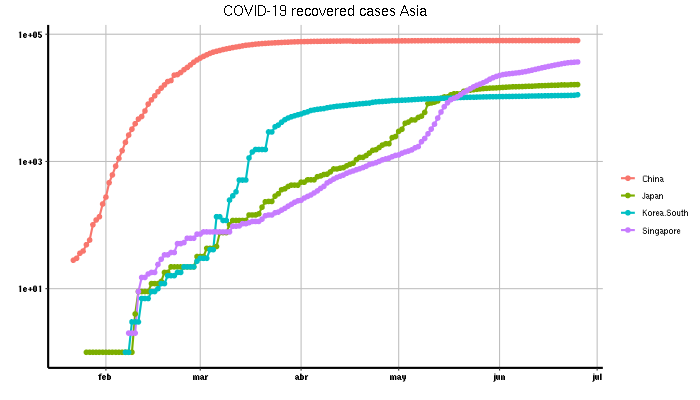 COVID-19 recovered cases Asia
1e+05
1e+03
1e+01
feb mar abr may jun jul
China
Japan
Korea.South
Singapore